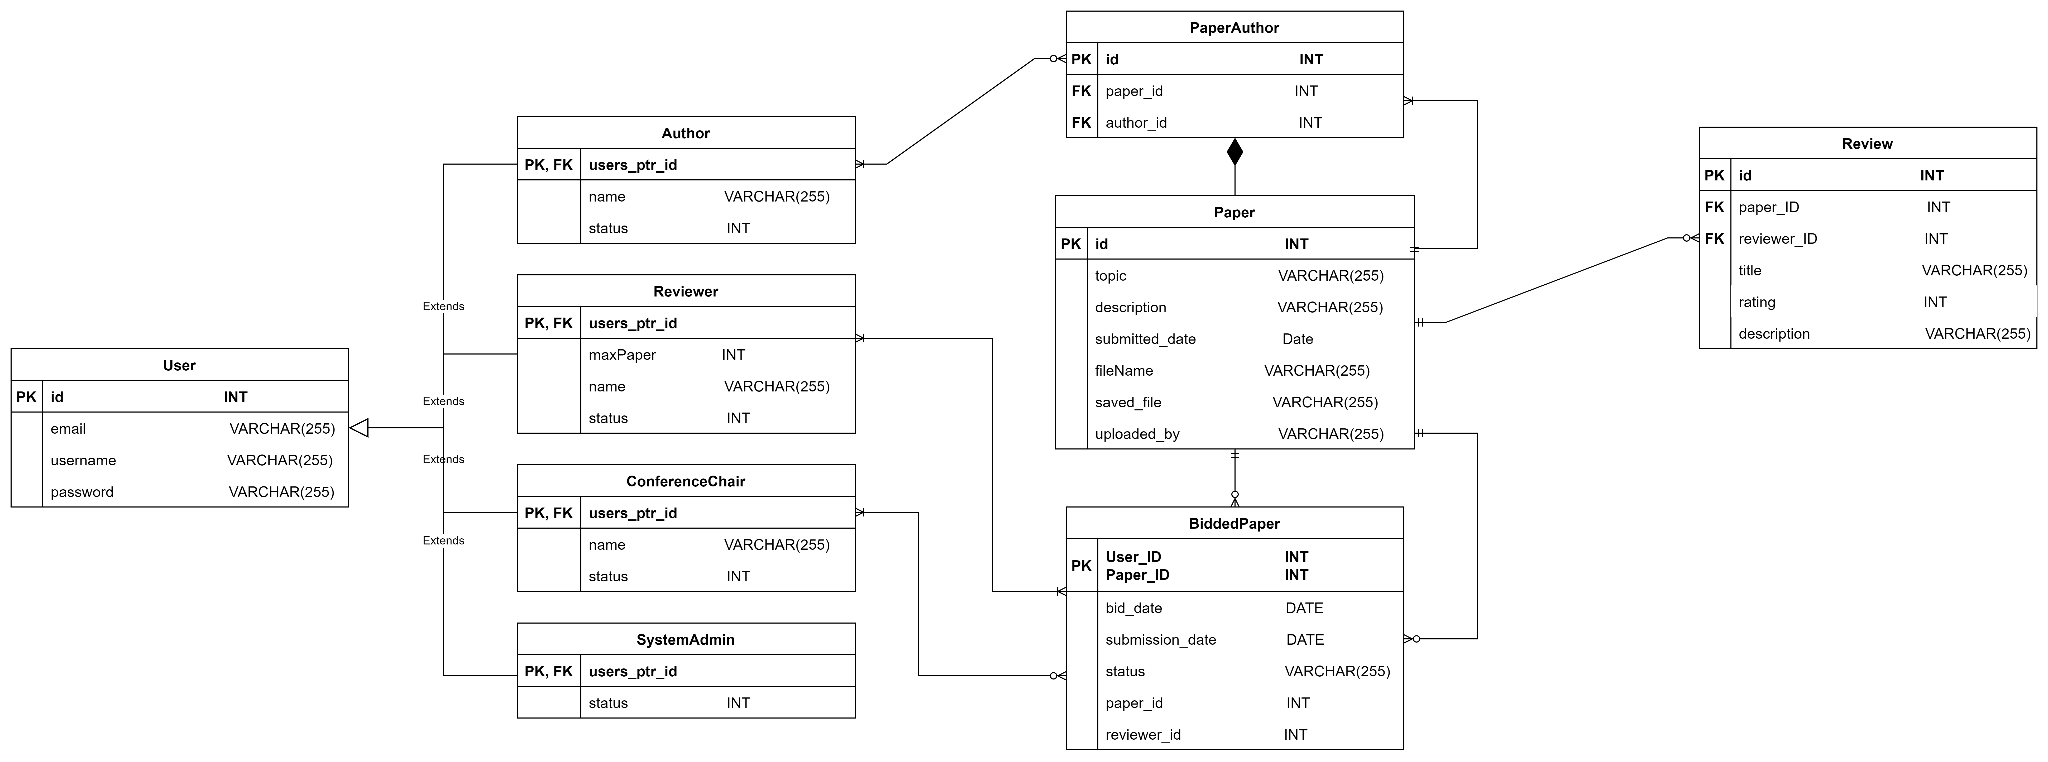 PaperAuthor
PK id INT
FK paper_id INT
FK author_id INT
Author
PK, FK users_ptr_id
name VARCHAR(255)
status INT
Review
PK id INT
FK paper_ID INT
FK reviewer_ID INT
title VARCHAR(255)
rating INT
description VARCHAR(255)
Paper
PK id INT
topic VARCHAR(255)
description VARCHAR(255)
submitted_date Date
fileName VARCHAR(255)
saved_file VARCHAR(255)
uploaded_by VARCHAR(255)
Reviewer
PK, FK users_ptr_id
maxPaper INT
name VARCHAR(255)
status INT
Extends
Extends
Extends
Extends
User
PK id INT
email VARCHAR(255)
username VARCHAR(255)
password VARCHAR(255)
ConferenceChair
PK, FK users_ptr_id
name VARCHAR(255)
status INT
BiddedPaper
PK User_ID INT
Paper_ID INT
bid_date DATE
submission_date DATE
status VARCHAR(255)
paper_id INT
reviewer_id INT
SystemAdmin
PK, FK users_ptr_id
status INT